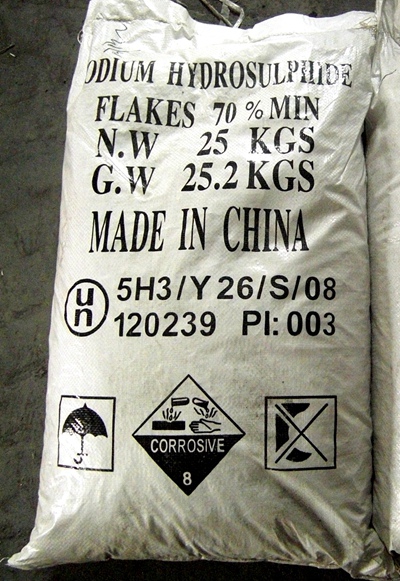 ODIUM HYDROSULPHIDE
FLAKES 70 % MIN
N.W 25 KGS
G.W 25.2 KGS
MADE IN CHINA
un 5H3/Y 26/S/08
120239 PI: 003
CORROSIVE
8